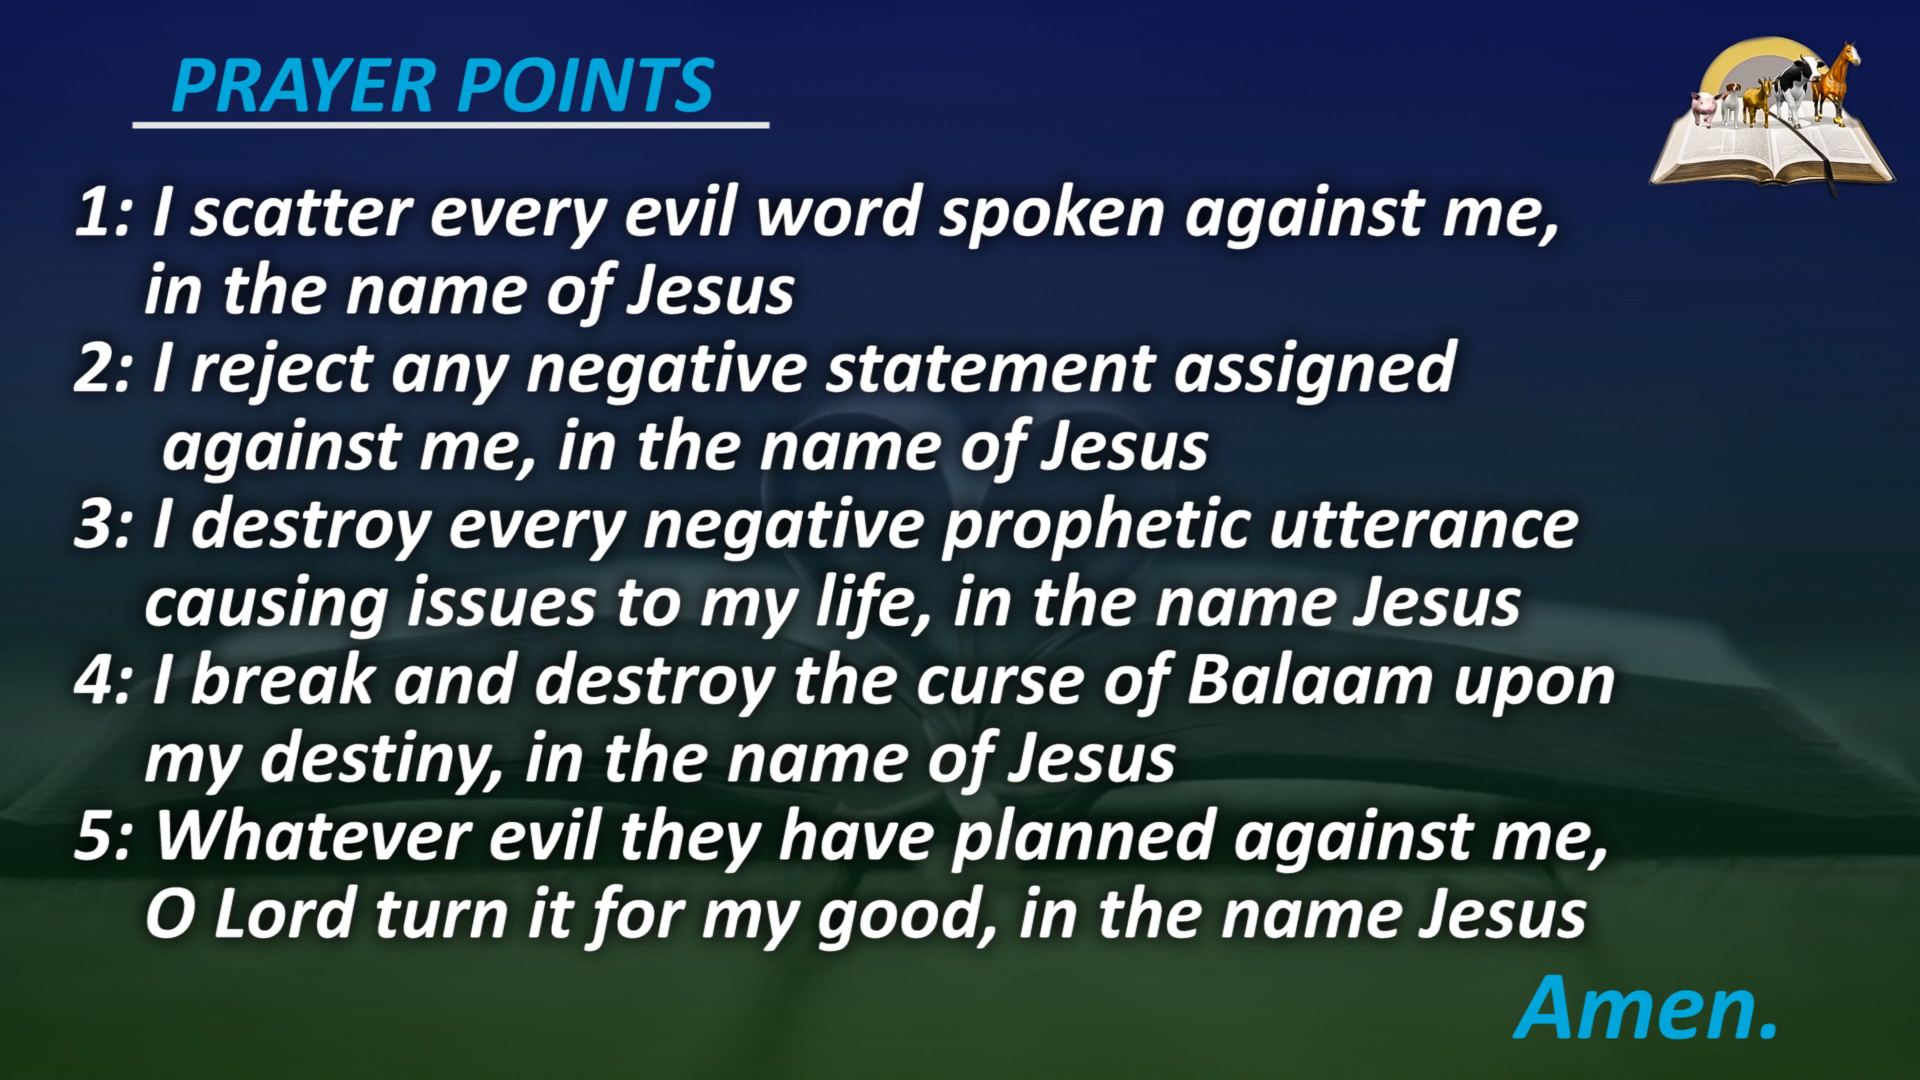 PRAYER POINTS
1: I scatter every evil word spoken against me,
in the name of Jesus
2: I reject any negative statement assigned
against me, in the name of Jesus
3: I destroy every negative prophetic utterance
causing issues to my life, in the name Jesus
4: I break and destroy the curse of Balaam upon
my destiny, in the name of Jesus
5: Whatever evil they have planned against me,
O Lord turn it for my good, in the name Jesus
Amen.